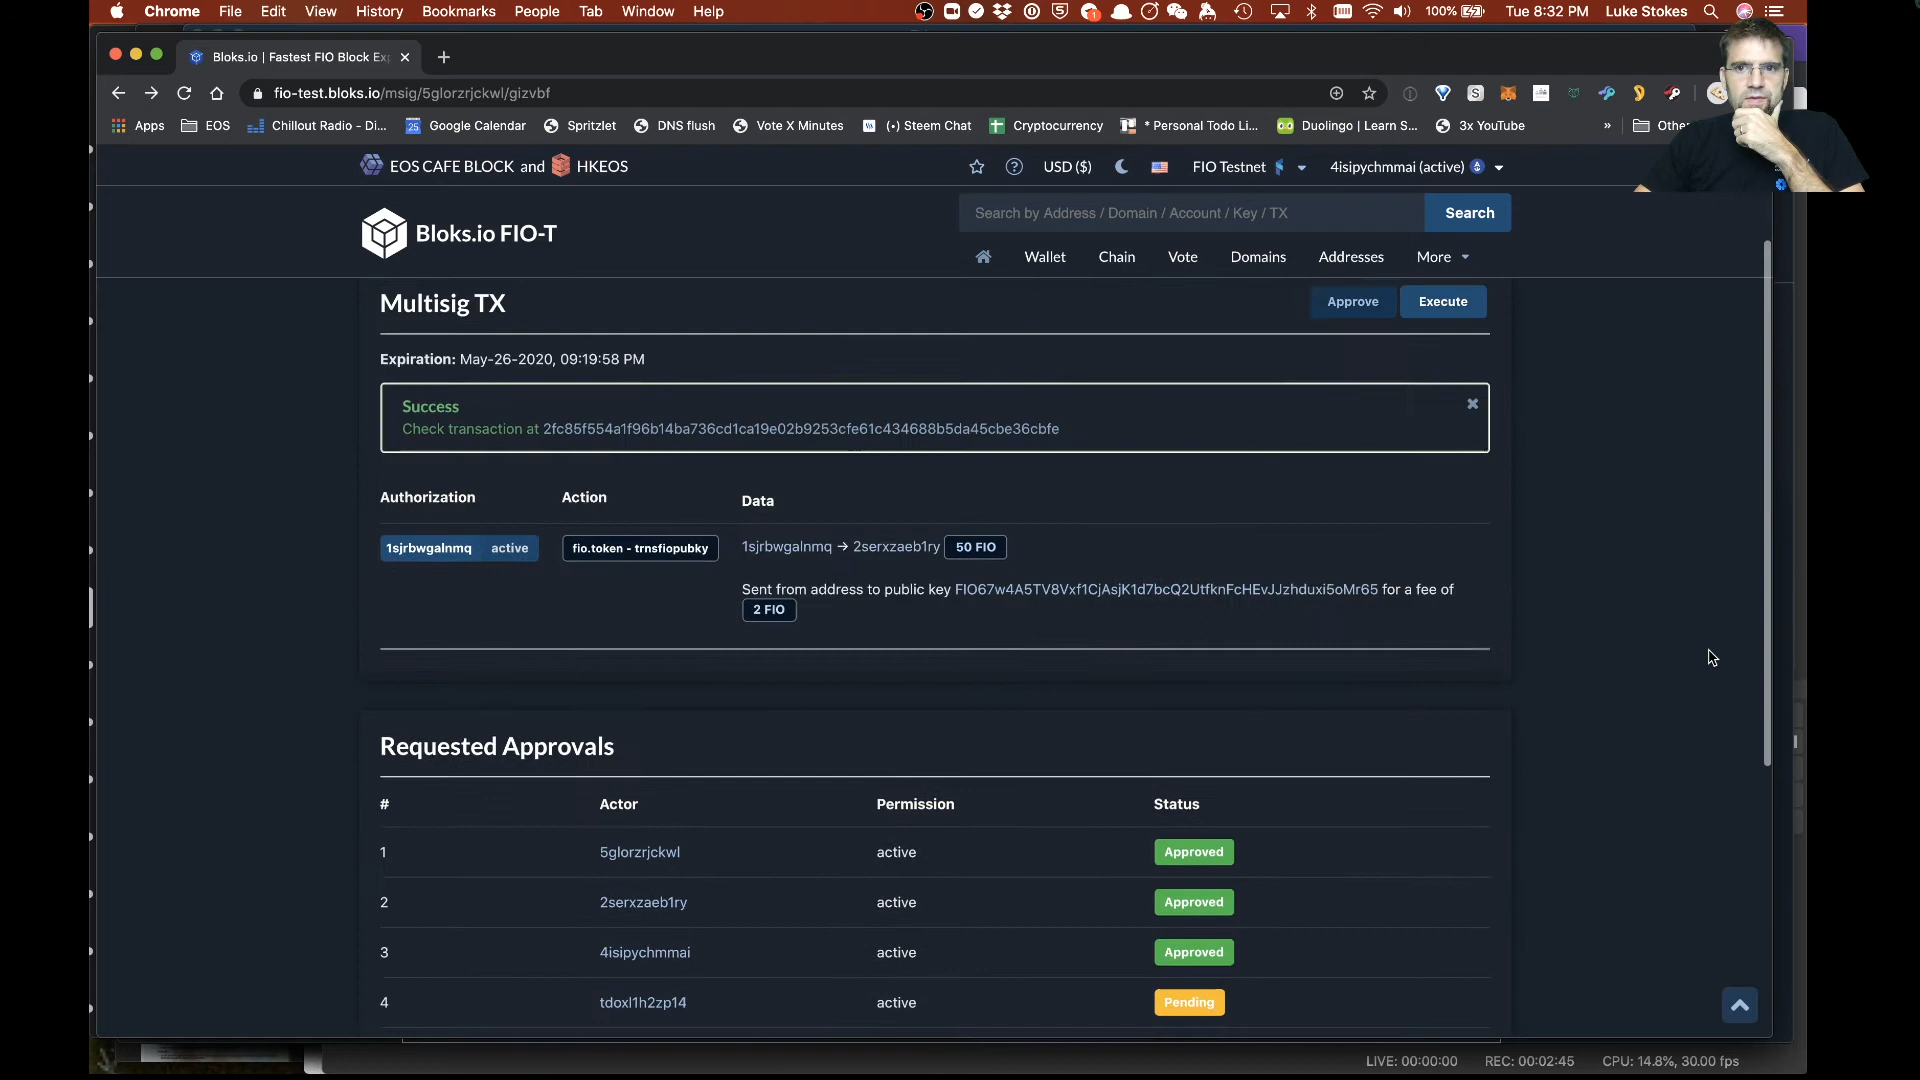 Chrome File Edit View History Bookmarks People Tab Window Help 100% Tue 8:32 PM Luke Stokes
Bloks.io | Fastest FIO Block Exp
fio-test.bloks.io/msig/5glorzrjckwl/gizvbf
Apps EOS Chillout Radio - Di... 25 Google Calendar Spritzlet DNS flush Vote X Minutes (•) Steem Chat Cryptocurrency * Personal Todo Li... Duolingo | Learn S... 3x YouTube » Other
EOS CAFE BLOCK and HKEOS USD ($) FIO Testnet 4isipychmmai (active)
Bloks.io FIO-T
Search by Address / Domain / Account / Key / TX Search
Wallet Chain Vote Domains Addresses More
Multisig TX Approve Execute
Expiration: May-26-2020, 09:19:58 PM
Success
Check transaction at 2fc85f554a1f96b14ba736cd1ca19e02b9253cfe61c434688b5da45cbe36cbfe
Authorization Action Data
1sjrbwgalnmq active fio.token - trnsfiopubky 1sjrbwgalnmq → 2serxzaeb1ry 50 FIO
Sent from address to public key FIO67w4A5TV8Vxf1CjAsjK1d7bcQ2UtfknFcHEvJJzhduxi5oMr65 for a fee of
2 FIO
Requested Approvals
# Actor Permission Status
1 5glorzrjckwl active Approved
2 2serxzaeb1ry active Approved
3 4isipychmmai active Approved
4 tdoxl1h2zp14 active Pending
LIVE: 00:00:00 REC: 00:02:45 CPU: 14.8%, 30.00 fps